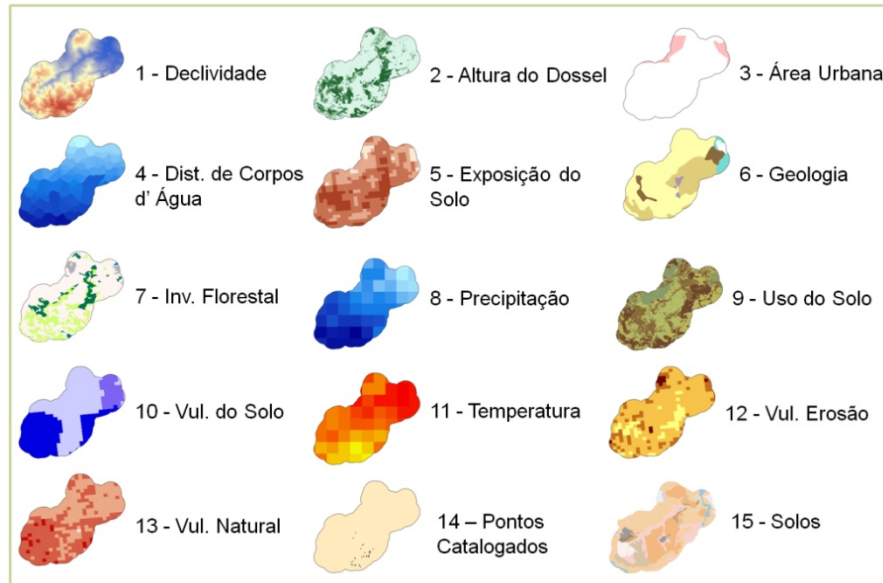 1 - Declividade
2 - Altura do Dossel
3 - Área Urbana
4 - Dist. de Corpos
d' Água
5 - Exposição do
Solo
6 - Geologia
7 - Inv. Florestal
8 - Precipitação
9 - Uso do Solo
10 - Vul. do Solo
11 - Temperatura
12 - Vul. Erosão
13 - Vul. Natural
14 – Pontos
Catalogados
15 - Solos